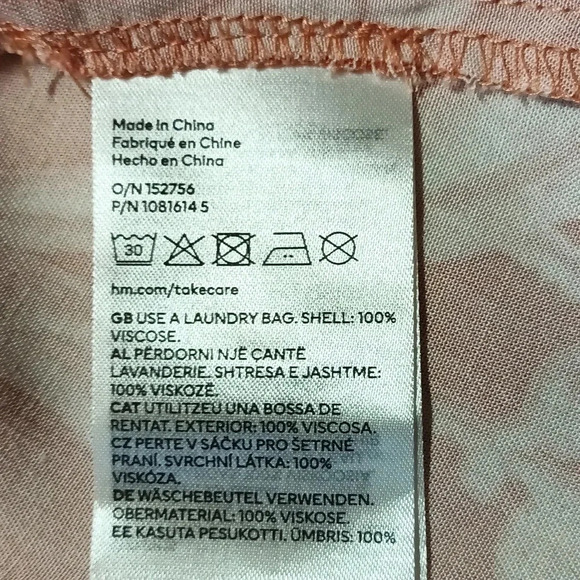 Made in China
Fabriqué en Chine
Hecho en China
O/N 152756
P/N 1081614 5
30
hm.com/takecare
GB USE A LAUNDRY BAG. SHELL: 100%
VISCOSE.
AL PËRDORNI NJË ÇANTË
LAVANDERIE. SHTRESA E JASHTME:
100% VISKOZË.
CAT UTILITZEU UNA BOSSA DE
RENTAT. EXTERIOR: 100% VISCOSA.
CZ PERTE V SÁČKU PRO ŠETRNÉ
PRANÍ. SVRCHNÍ LÁTKA: 100%
VISKÓZA.
DE WÄSCHEBEUTEL VERWENDEN.
OBERMATERIAL: 100% VISKOSE.
EE KASUTA PESUKOTTI. ÜMBRIS: 100%